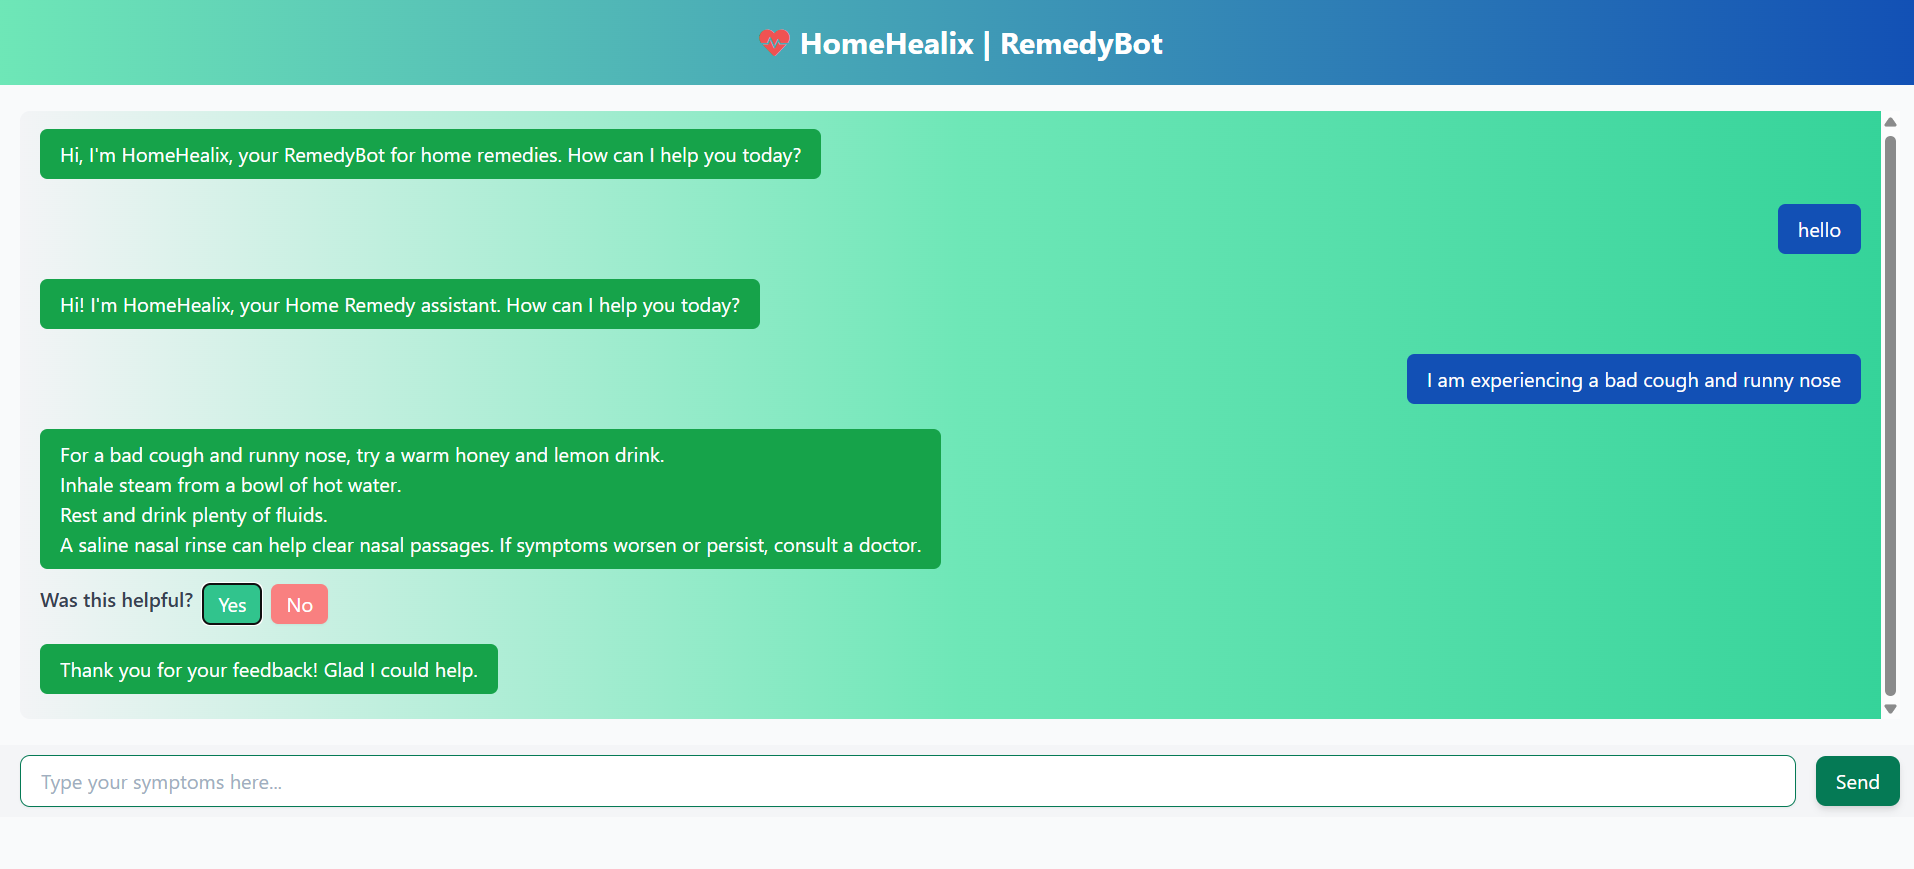 HomeHealix | RemedyBot
Hi, I'm HomeHealix, your RemedyBot for home remedies. How can I help you today?
hello
Hi! I'm HomeHealix, your Home Remedy assistant. How can I help you today?
I am experiencing a bad cough and runny nose
For a bad cough and runny nose, try a warm honey and lemon drink.
Inhale steam from a bowl of hot water.
Rest and drink plenty of fluids.
A saline nasal rinse can help clear nasal passages. If symptoms worsen or persist, consult a doctor.
Was this helpful? Yes No
Thank you for your feedback! Glad I could help.
Type your symptoms here... Send